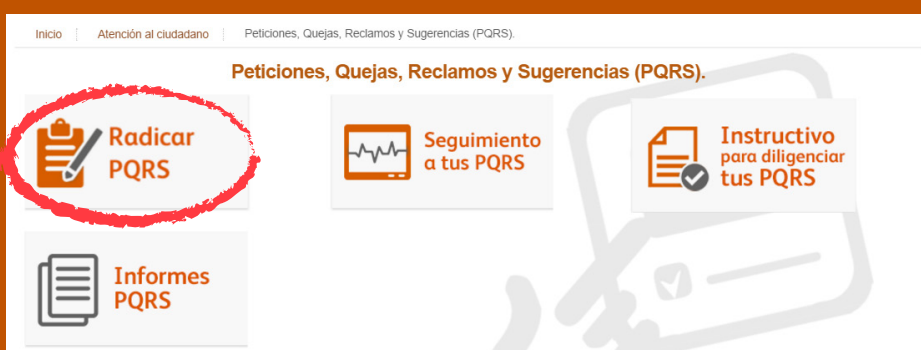 Inicio Atención al ciudadano Peticiones, Quejas, Reclamos y Sugerencias (PQRS).
Peticiones, Quejas, Reclamos y Sugerencias (PQRS).
Radicar
PQRS
Seguimiento
a tus PQRS
Instructivo
para diligenciar
tus PQRS
Informes
PQRS